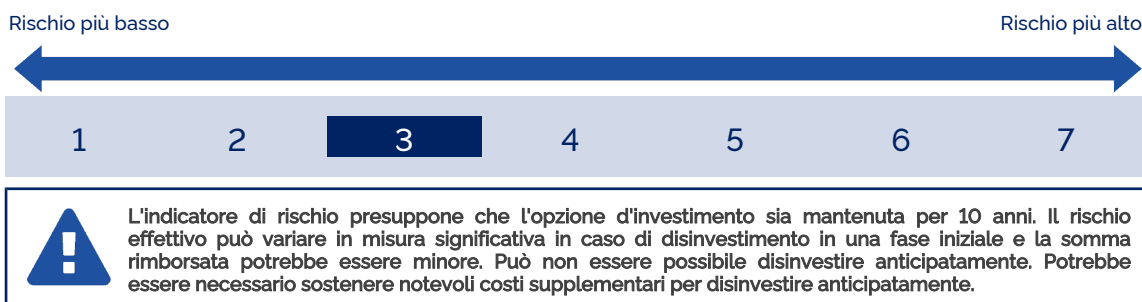 Rischio più basso Rischio più alto
1 2 3 4 5 6 7
L'indicatore di rischio presuppone che l'opzione d'investimento sia mantenuta per 10 anni. Il rischio
effettivo può variare in misura significativa in caso di disinvestimento in una fase iniziale e la somma
rimborsata potrebbe essere minore. Può non essere possibile disinvestire anticipatamente. Potrebbe
essere necessario sostenere notevoli costi supplementari per disinvestire anticipatamente.